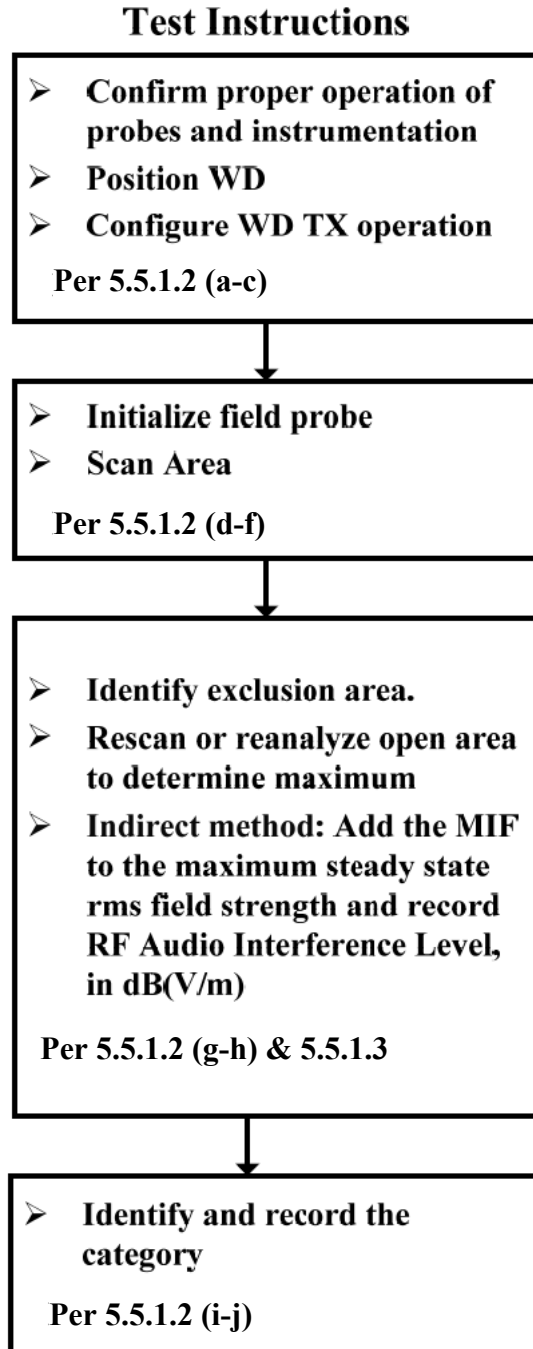 Test Instructions
➢ Confirm proper operation of
probes and instrumentation
➢ Position WD
➢ Configure WD TX operation
Per 5.5.1.2 (a-c)
➢ Initialize field probe
➢ Scan Area
Per 5.5.1.2 (d-f)
➢ Identify exclusion area.
➢ Rescan or reanalyze open area
to determine maximum
➢ Indirect method: Add the MIF
to the maximum steady state
rms field strength and record
RF Audio Interference Level,
in dB(V/m)
Per 5.5.1.2 (g-h) & 5.5.1.3
➢ Identify and record the
category
Per 5.5.1.2 (i-j)